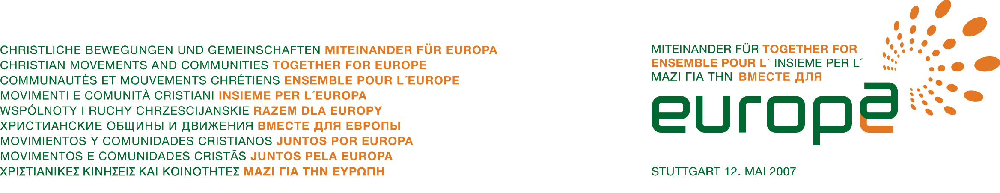 CHRISTLICHE BEWEGUNGEN UND GEMEINSCHAFTEN MITEINANDER FÜR EUROPA
CHRISTIAN MOVEMENTS AND COMMUNITIES TOGETHER FOR EUROPE
COMMUNAUTÉS ET MOUVEMENTS CHRÉTIENS ENSEMBLE POUR L´EUROPE
MOVIMENTI E COMUNITÀ CRISTIANI INSIEME PER L´EUROPA
WSPÓLNOTY I RUCHY CHRZESCIJANSKIE RAZEM DLA EUROPY
ХРИСТИАНСКИЕ ОБЩИНЫ И ДВИЖЕНИЯ ВМЕСТЕ ДЛЯ ЕВРОПЫ
MOVIMIENTOS Y COMUNIDADES CRISTIANOS JUNTOS POR EUROPA
MOVIMENTOS E COMUNIDADES CRISTÃS JUNTOS PELA EUROPA
ΧΡΙΣΤΙΑΝΙΚΕΣ ΚΙΝΗΣΕΙΣ ΚΑΙ ΚΟΙΝΟΤΗΤΕΣ ΜΑΖΙ ΓΙΑ ΤΗΝ ΕΥΡΩΠΗ
MITEINANDER FÜR TOGETHER FOR
ENSEMBLE POUR L´ INSIEME PER L´
ΜΑΖΙ ΓΙΑ ΤΗΝ ВМЕСТЕ ДЛЯ
europa
STUTTGART 12. MAI 2007